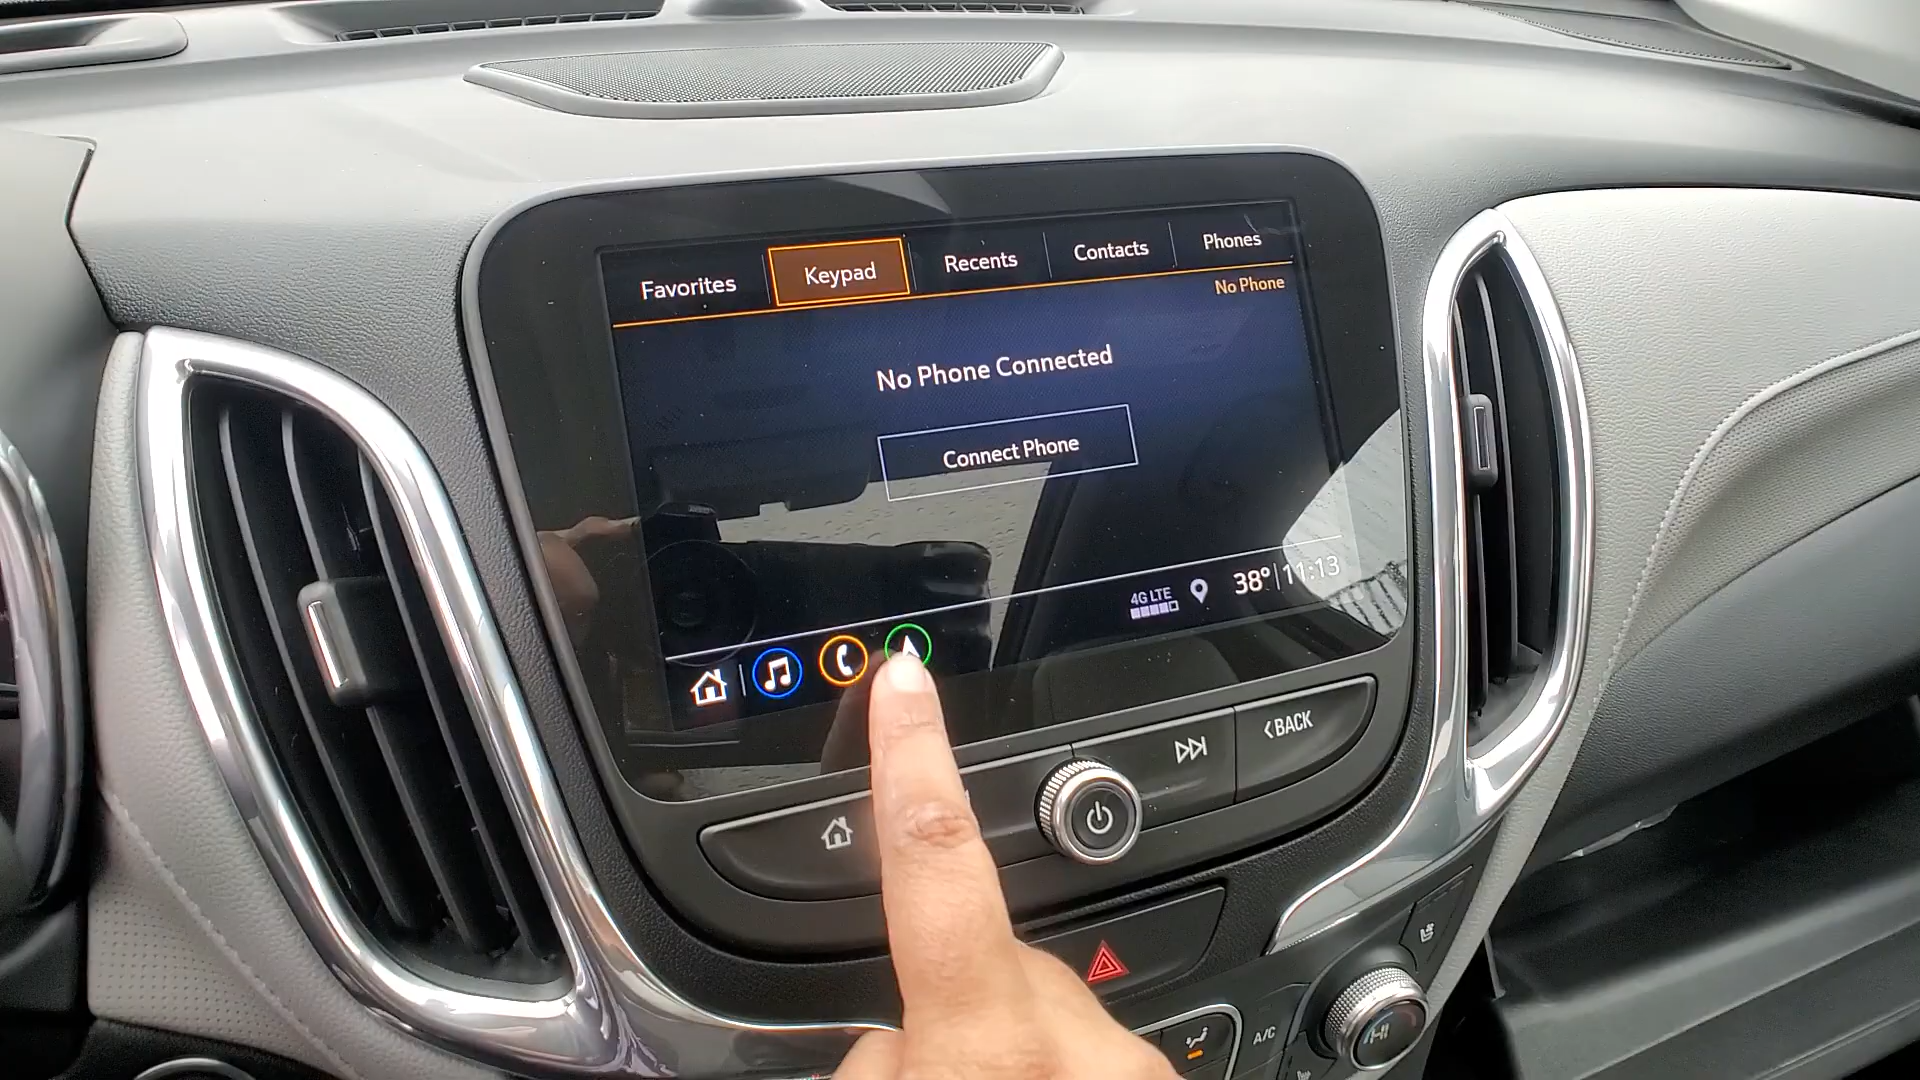 Favorites Keypad Recents Contacts Phones
No Phone
No Phone Connected
Connect Phone
4G LTE 38° 11:13
BACK
A/C